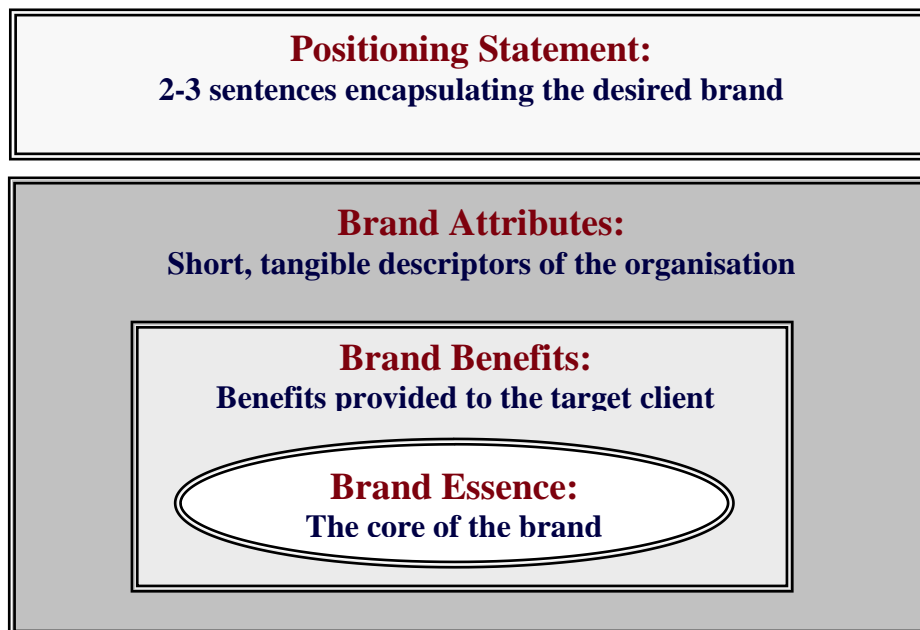 Positioning Statement:
2-3 sentences encapsulating the desired brand
Brand Attributes:
Short, tangible descriptors of the organisation
Brand Benefits:
Benefits provided to the target client
Brand Essence:
The core of the brand